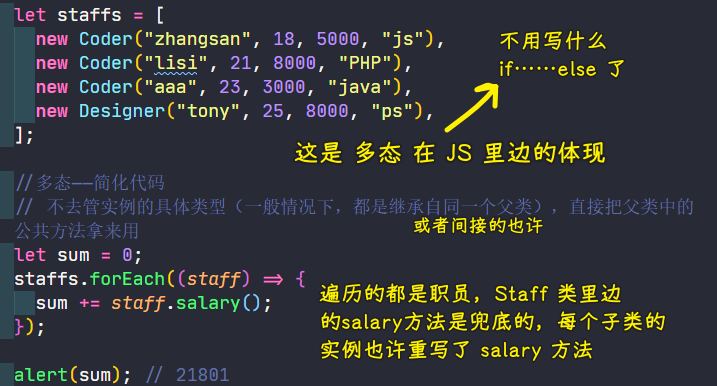 let staffs = [
new Coder("zhangsan", 18, 5000, "js"),
new Coder("lisi", 21, 8000, "PHP"),
new Coder("aaa", 23, 3000, "java"),
new Designer("tony", 25, 8000, "ps"),
];
不用写什么
if……else 了
这是 多态 在 JS 里边的体现
//多态——简化代码
// 不去管实例的具体类型（一般情况下，都是继承自同一个父类），直接把父类中的
公共方法拿来用
或者间接的也许
let sum = 0;
staffs.forEach((staff) => {
sum += staff.salary();
});
遍历的都是职员，Staff 类里边
的salary方法是兜底的，每个子类的
实例也许重写了 salary 方法
alert(sum); // 21801